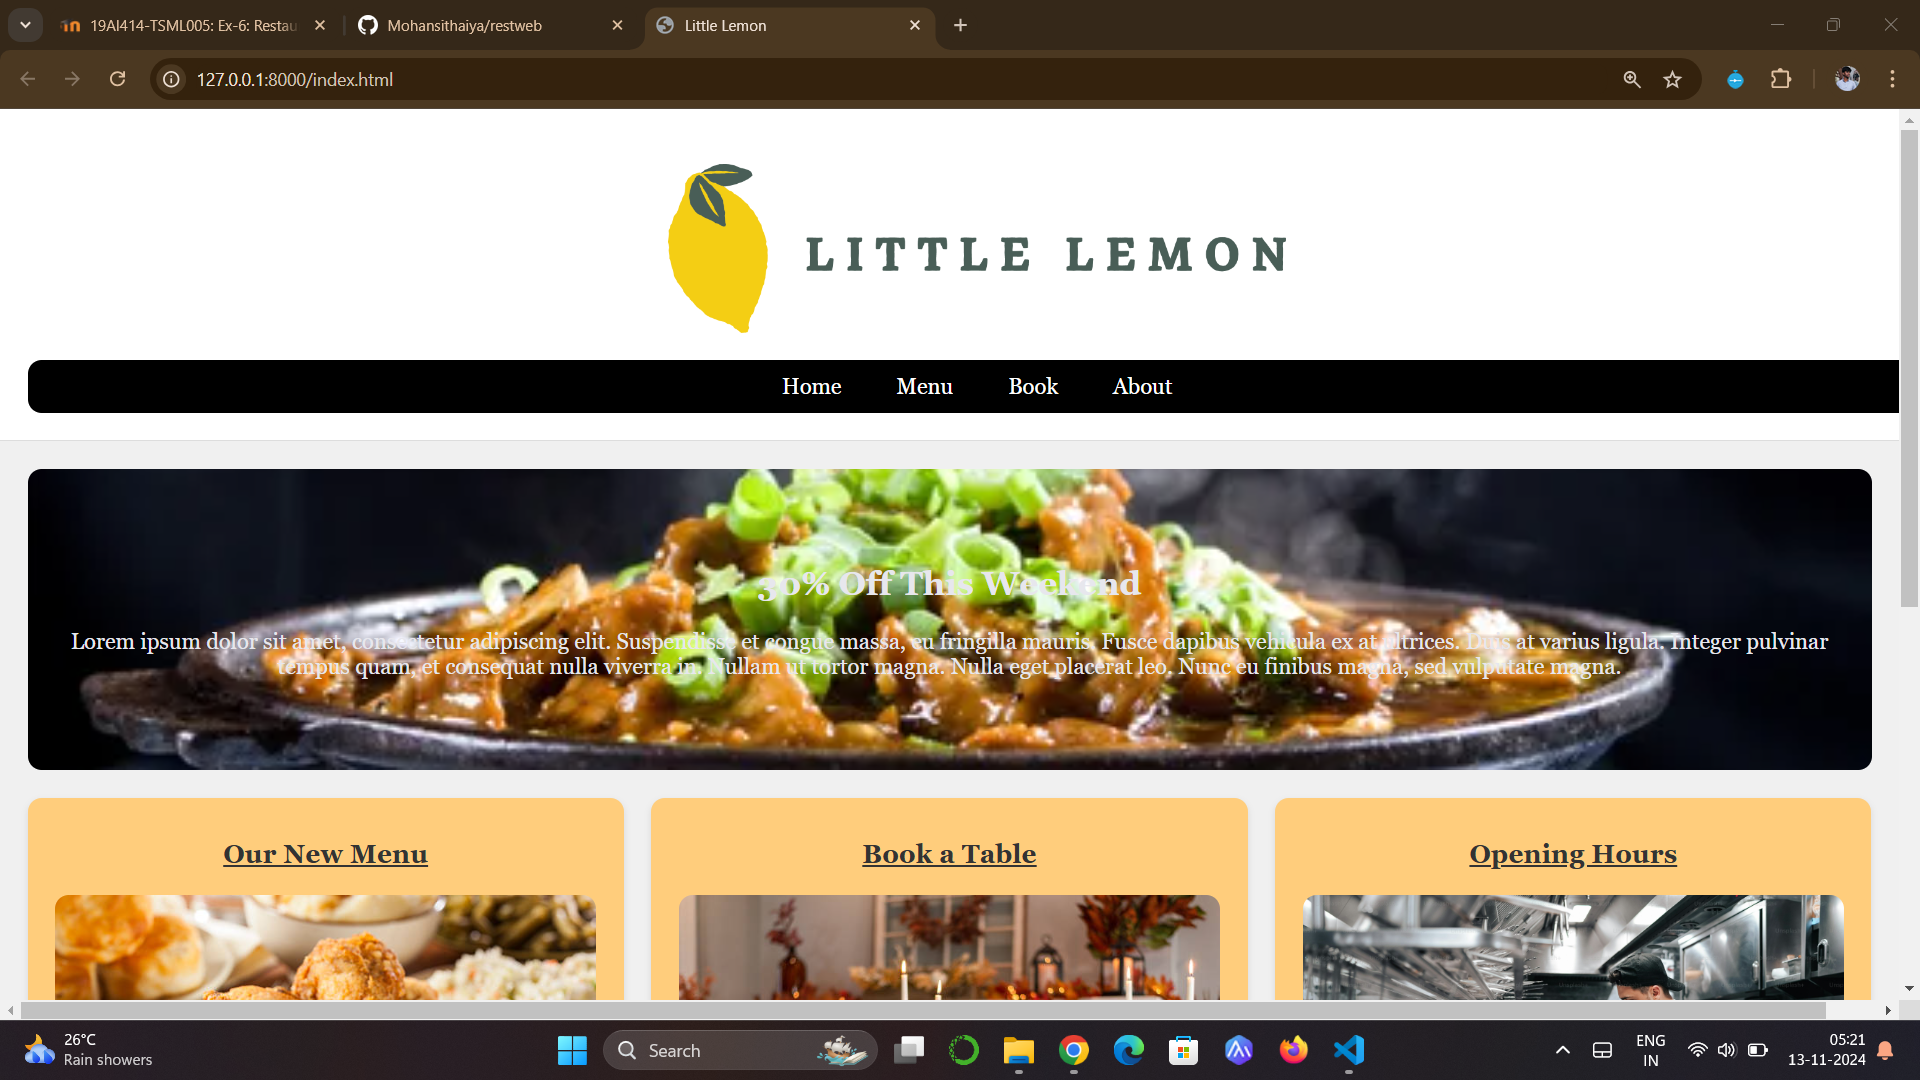 19AI414-TSML005: Ex-6: Restau
Mohansithaiya/restweb
Little Lemon
127.0.0.1:8000/index.html
LITTLE LEMON
Home Menu Book About
30% Off This Weekend
Lorem ipsum dolor sit amet, consectetur adipiscing elit. Suspendisse et congue massa, eu fringilla mauris. Fusce dapibus vehicula ex at ultrices. Duis at varius ligula. Integer pulvinar
tempus quam, et consequat nulla viverra in. Nullam ut tortor magna. Nulla eget placerat leo. Nunc eu finibus magna, sed vulputate magna.
Our New Menu
Book a Table
Opening Hours
26°C
Rain showers
Search
ENG
IN
05:21
13-11-2024